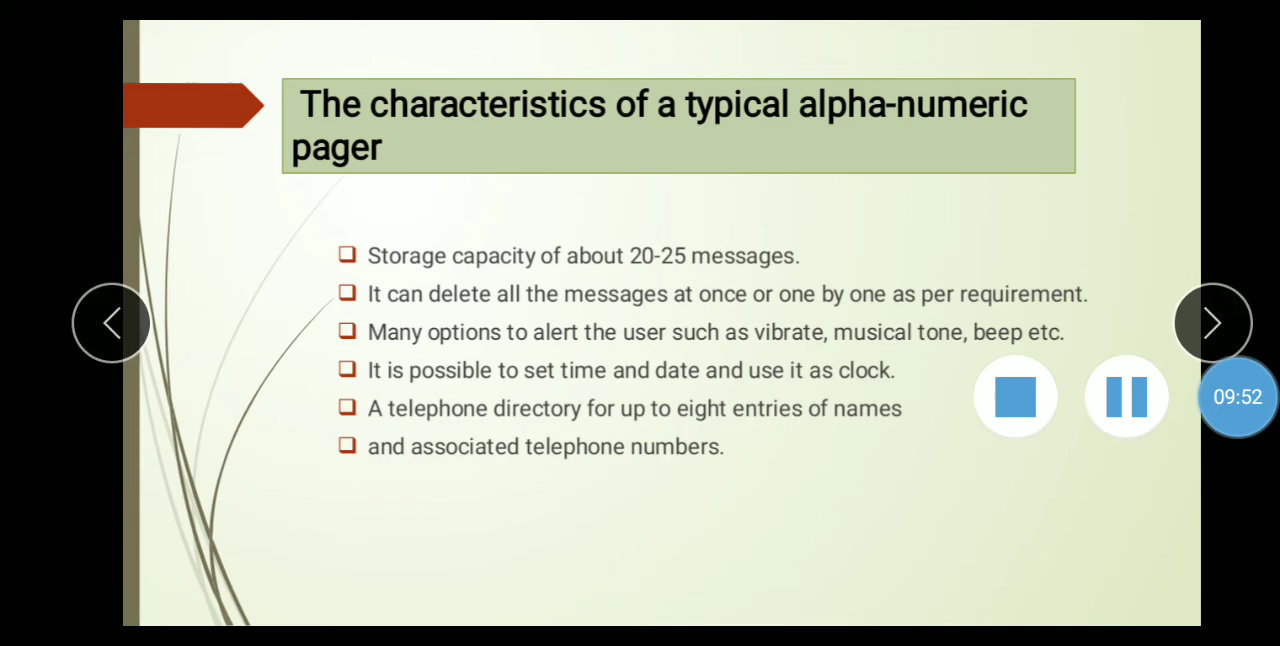 The characteristics of a typical alpha-numeric
pager
Storage capacity of about 20-25 messages.
It can delete all the messages at once or one by one as per requirement.
Many options to alert the user such as vibrate, musical tone, beep etc.
It is possible to set time and date and use it as clock.
A telephone directory for up to eight entries of names
and associated telephone numbers.
09:52